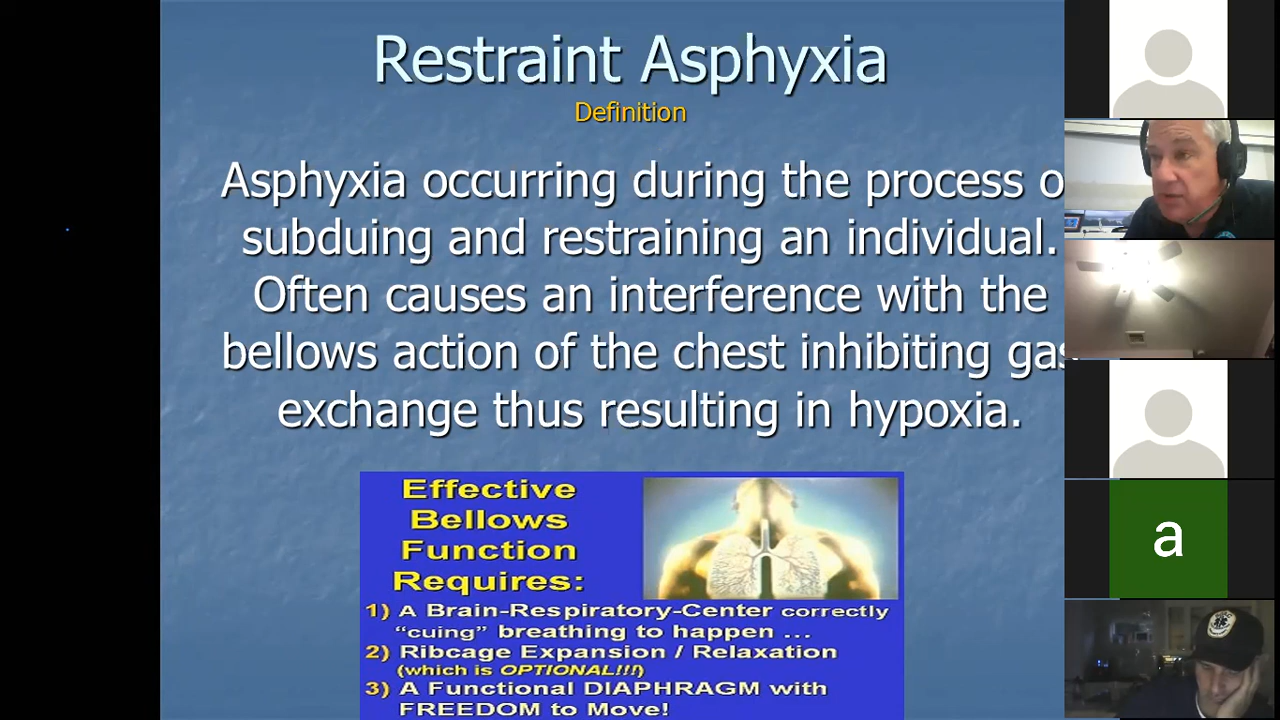 Restraint Asphyxia
Definition
Asphyxia occurring during the process o
subduing and restraining an individual.
Often causes an interference with the
bellows action of the chest inhibiting gas
exchange thus resulting in hypoxia.
Effective
Bellows
Function
Requires:
1) A Brain-Respiratory-Center correctly
“cuing” breathing to happen ...
2) Ribcage Expansion / Relaxation
(which is OPTIONAL!!!)
3) A Functional DIAPHRAGM with
FREEDOM to Move!
a